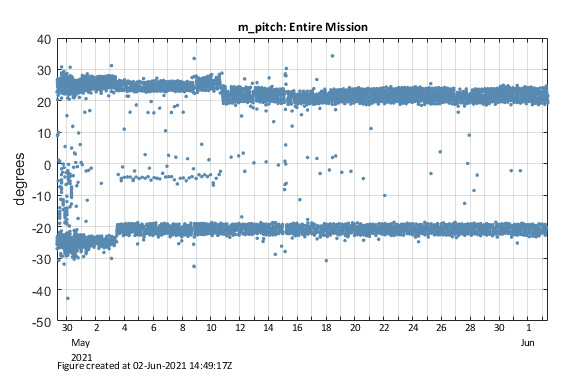 m_pitch: Entire Mission
40
30
20
10
0
-10
-20
-30
-40
-50
degrees
30 2 4 6 8 10 12 14 16 18 20 22 24 26 28 30 1
May Jun
2021
Figure created at 02-Jun-2021 14:49:17Z